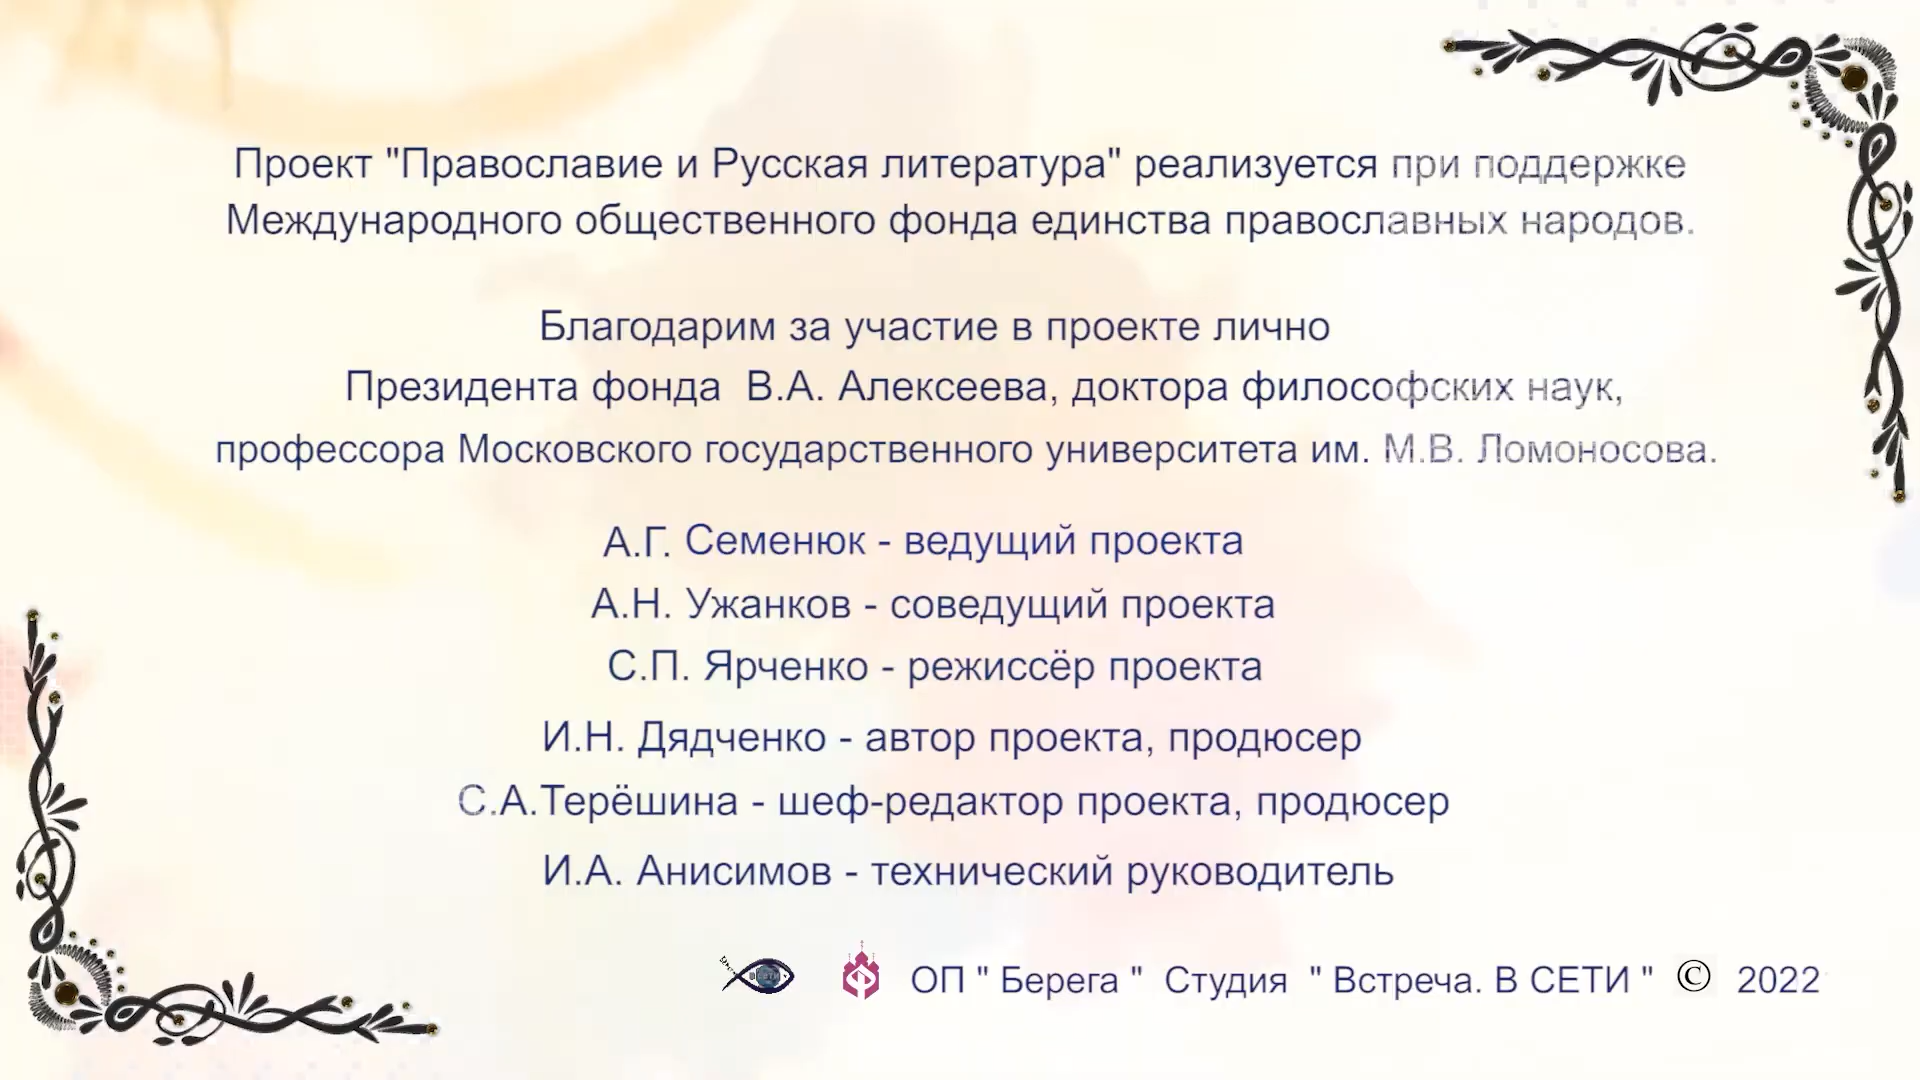 Проект "Православие и Русская литература" реализуется при поддержке
Международного общественного фонда единства православных народов.
Благодарим за участие в проекте лично
Президента фонда  В.А. Алексеева, доктора философских наук,
профессора Московского государственного университета им. М.В. Ломоносова.
А.Г. Семенюк - ведущий проекта
А.Н. Ужанков - соведущий проекта
С.П. Ярченко - режиссёр проекта
И.Н. Дядченко - автор проекта, продюсер
С.А.Терёшина - шеф-редактор проекта, продюсер
И.А. Анисимов - технический руководитель
ОП " Берега "  Студия  " Встреча. В СЕТИ "  ©  2022